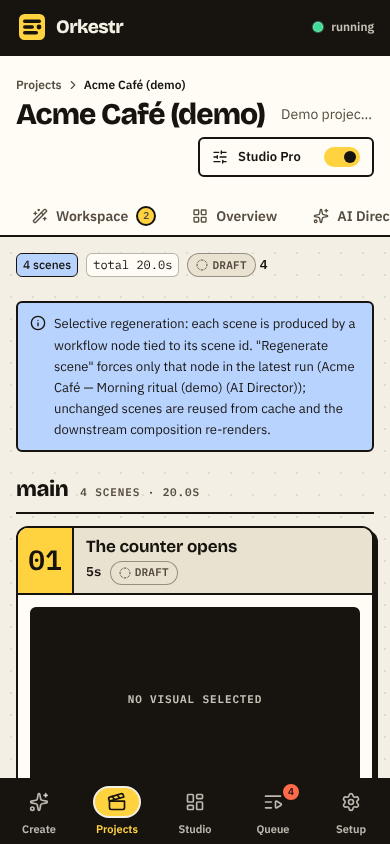 Orkestr
running
Projects > Acme Café (demo)
Acme Café (demo) Demo projec...
Studio Pro
Workspace 2 Overview AI Direc
4 scenes total 20.0s DRAFT 4
Selective regeneration: each scene is produced by a
workflow node tied to its scene id. "Regenerate
scene" forces only that node in the latest run (Acme
Café — Morning ritual (demo) (AI Director));
unchanged scenes are reused from cache and the
downstream composition re-renders.
main 4 SCENES · 20.0S
01 The counter opens
5s DRAFT
NO VISUAL SELECTED
4
Create Projects Studio Queue Setup